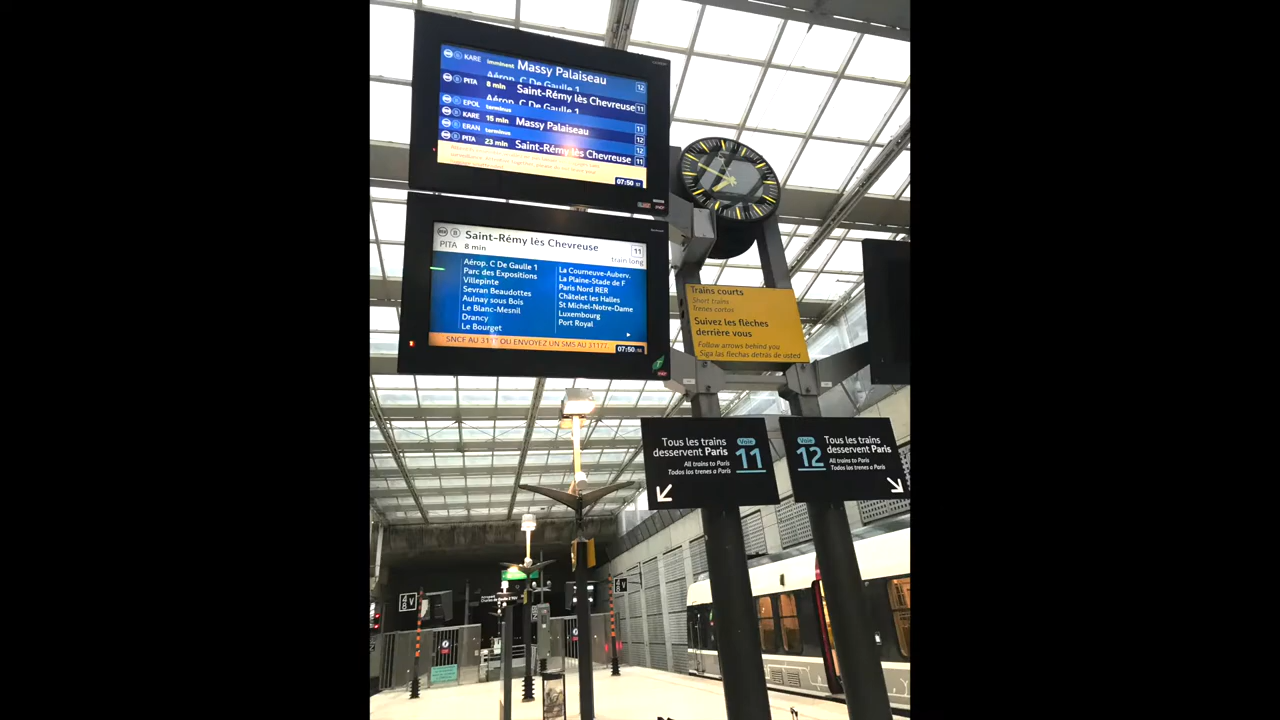 KARE imminent Massy Palaiseau 12
Aérop. C De Gaulle 1
PITA 8 min Saint-Rémy lès Chevreuse 11
Aérop. C De Gaulle 1
EPOL terminus 11
KARE 15 min Massy Palaiseau 12
ERAN terminus 12
PITA 23 min Saint-Rémy lès Chevreuse 11
07:50
RER B Saint-Rémy lès Chevreuse 11
PITA 8 min train long
Aérop. C De Gaulle 1
Parc des Expositions
Villepinte
Sevran Beaudottes
Aulnay sous Bois
Le Blanc-Mesnil
Drancy
Le Bourget
La Courneuve-Auberv.
La Plaine-Stade de F
Paris Nord RER
Châtelet les Halles
St Michel-Notre-Dame
Luxembourg
Port Royal
OU ENVOYEZ UN SMS AU 31177
07:50
Trains courts
Short trains
Trenes cortos
Suivez les flèches
derrière vous
Follow arrows behind you
Siga las flechas detrás de usted
Tous les trains
desservent Paris
All trains to Paris
Todos los trenes a Paris
Voie
11
Voie
12
Tous les trains
desservent Paris
All trains to Paris
Todos los trenes a Paris